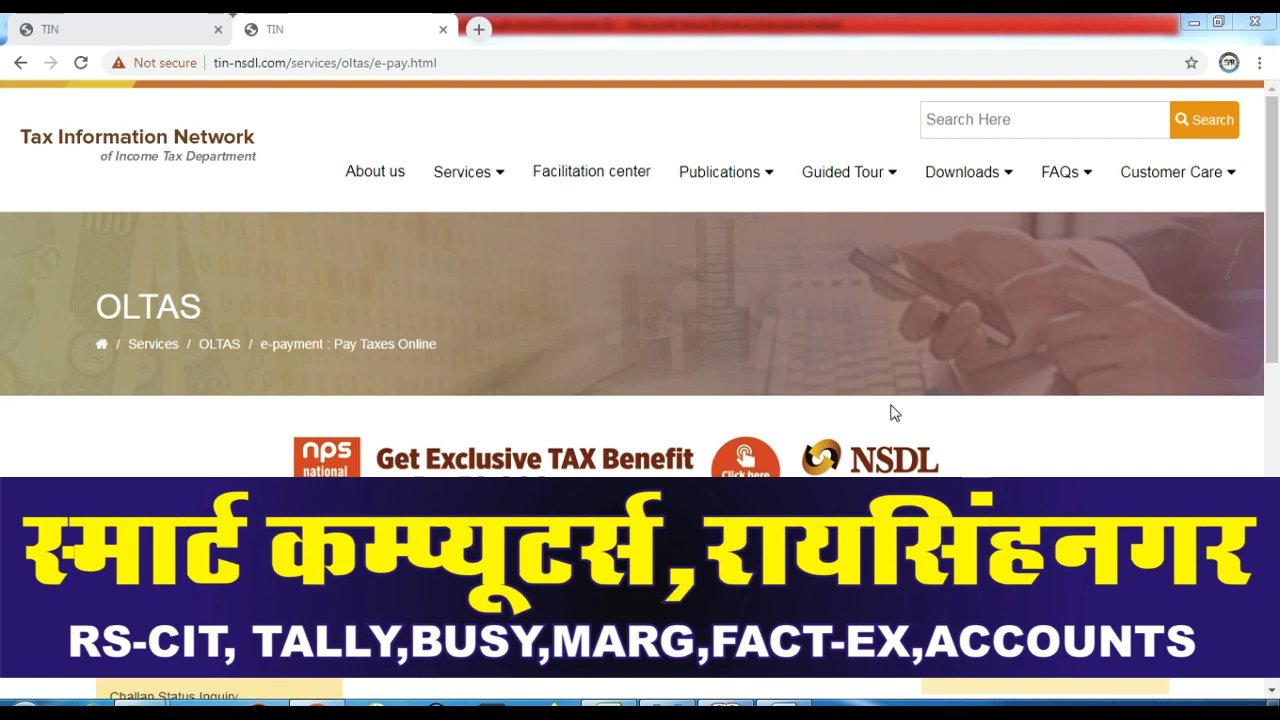 TIN
TIN
Not secure
tin-nsdl.com/services/oltas/e-pay.html
Search Here
Search
Tax Information Network
of Income Tax Department
About us
Services
Facilitation center
Publications
Guided Tour
Downloads
FAQs
Customer Care
OLTAS
/ Services / OLTAS / e-payment : Pay Taxes Online
nps
national
Get Exclusive TAX Benefit
Click here
NSDL
स्मार्ट कम्प्यूटर्स,रायसिंहनगर
RS-CIT, TALLY,BUSY,MARG,FACT-EX,ACCOUNTS
Challan Status Inquiry